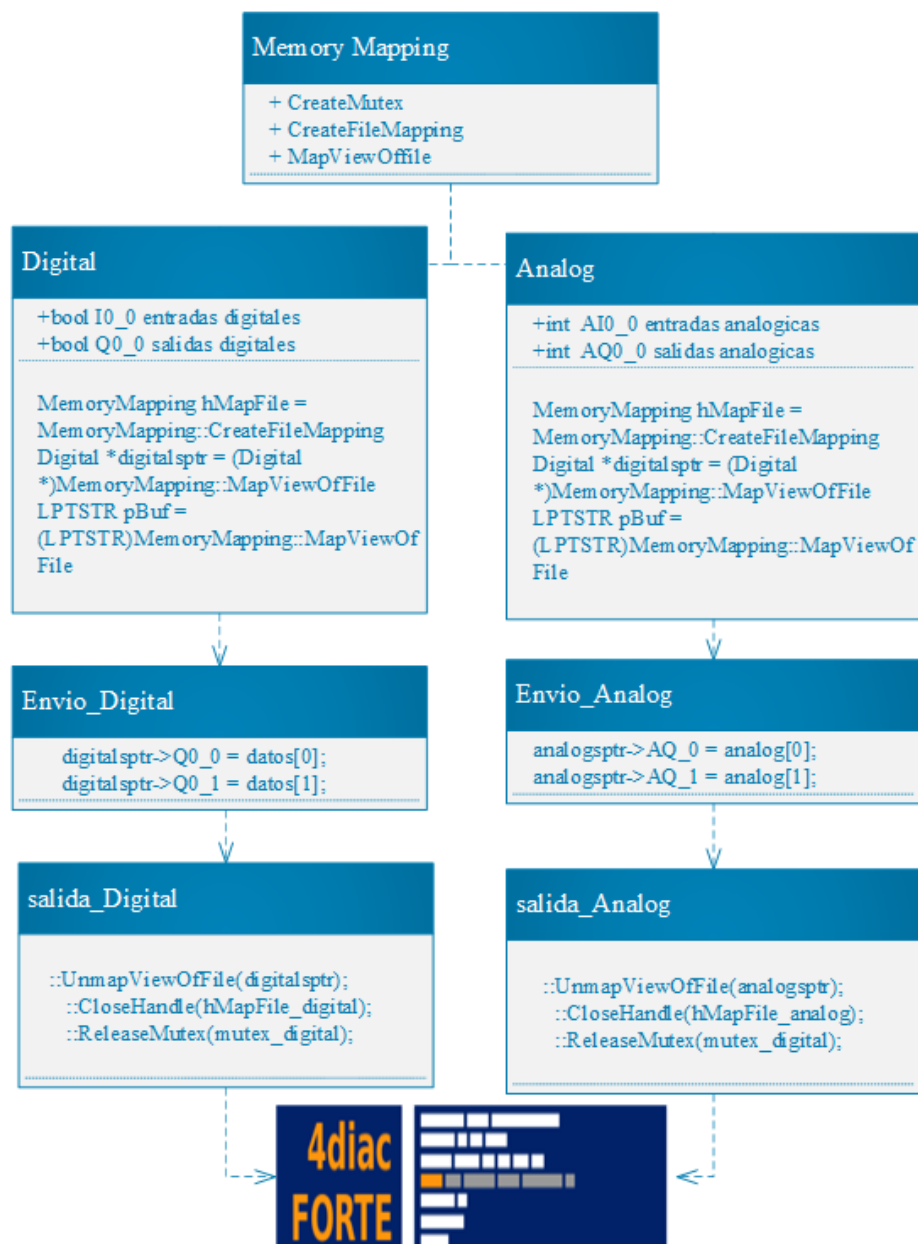 Memory Mapping
+ CreateMutex
+ CreateFileMapping
+ MapViewOffile
Digital
+bool I0_0 entradas digitales
+bool Q0_0 salidas digitales
MemoryMapping hMapFile =
MemoryMapping::CreateFileMapping
Digital *digitalsptr = (Digital
*)MemoryMapping::MapViewOfFile
LPTSTR pBuf =
(LPTSTR)MemoryMapping::MapViewOf
File
Analog
+int AI0_0 entradas analogicas
+int AQ0_0 salidas analogicas
MemoryMapping hMapFile =
MemoryMapping::CreateFileMapping
Digital *digitalsptr = (Digital
*)MemoryMapping::MapViewOfFile
LPTSTR pBuf =
(LPTSTR)MemoryMapping::MapViewOf
File
Envio_Digital
digitalsptr->Q0_0 = datos[0];
digitalsptr->Q0_1 = datos[1];
Envio_Analog
analogsptr->AQ_0 = analog[0];
analogsptr->AQ_1 = analog[1];
salida_Digital
::UnmapViewOfFile(digitalsptr);
::CloseHandle(hMapFile_digital);
::ReleaseMutex(mutex_digital);
salida_Analog
::UnmapViewOfFile(analogsptr);
::CloseHandle(hMapFile_analog);
::ReleaseMutex(mutex_digital);
4diac
FORTE